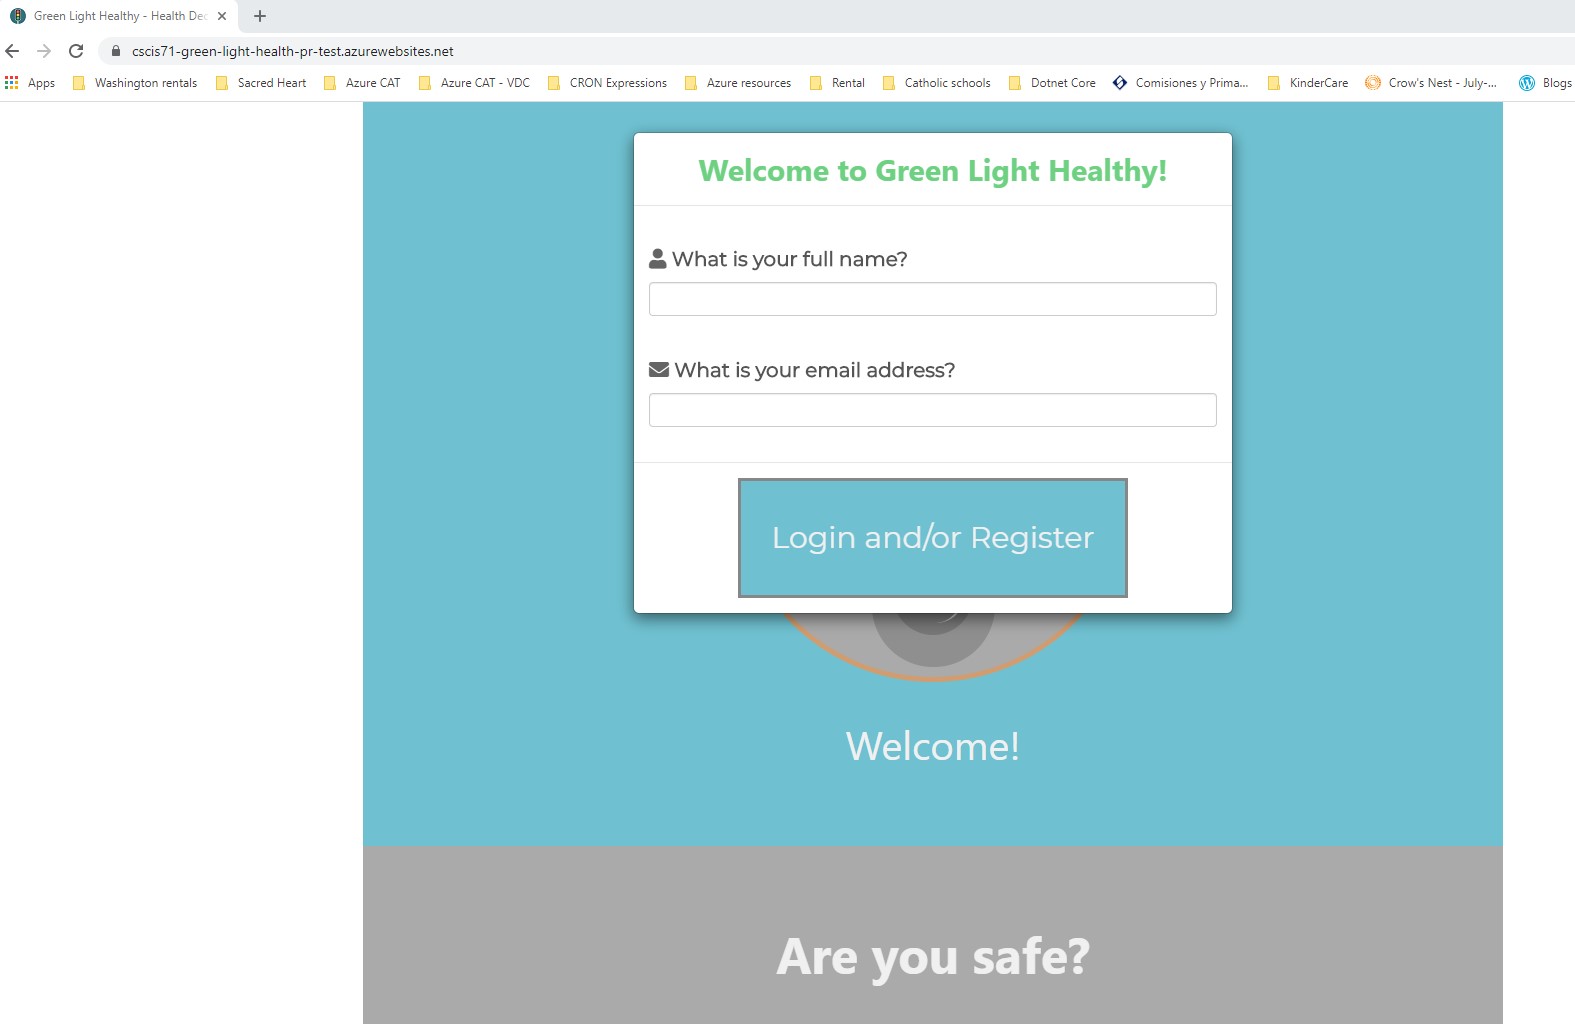 Green Light Healthy - Health Dec
cscis71-green-light-health-pr-test.azurewebsites.net
Apps Washington rentals Sacred Heart Azure CAT Azure CAT - VDC CRON Expressions Azure resources Rental Catholic schools Dotnet Core Comisiones y Prima... KinderCare Crow's Nest - July-... Blogs
Welcome to Green Light Healthy!
What is your full name?
What is your email address?
Login and/or Register
Welcome!
Are you safe?